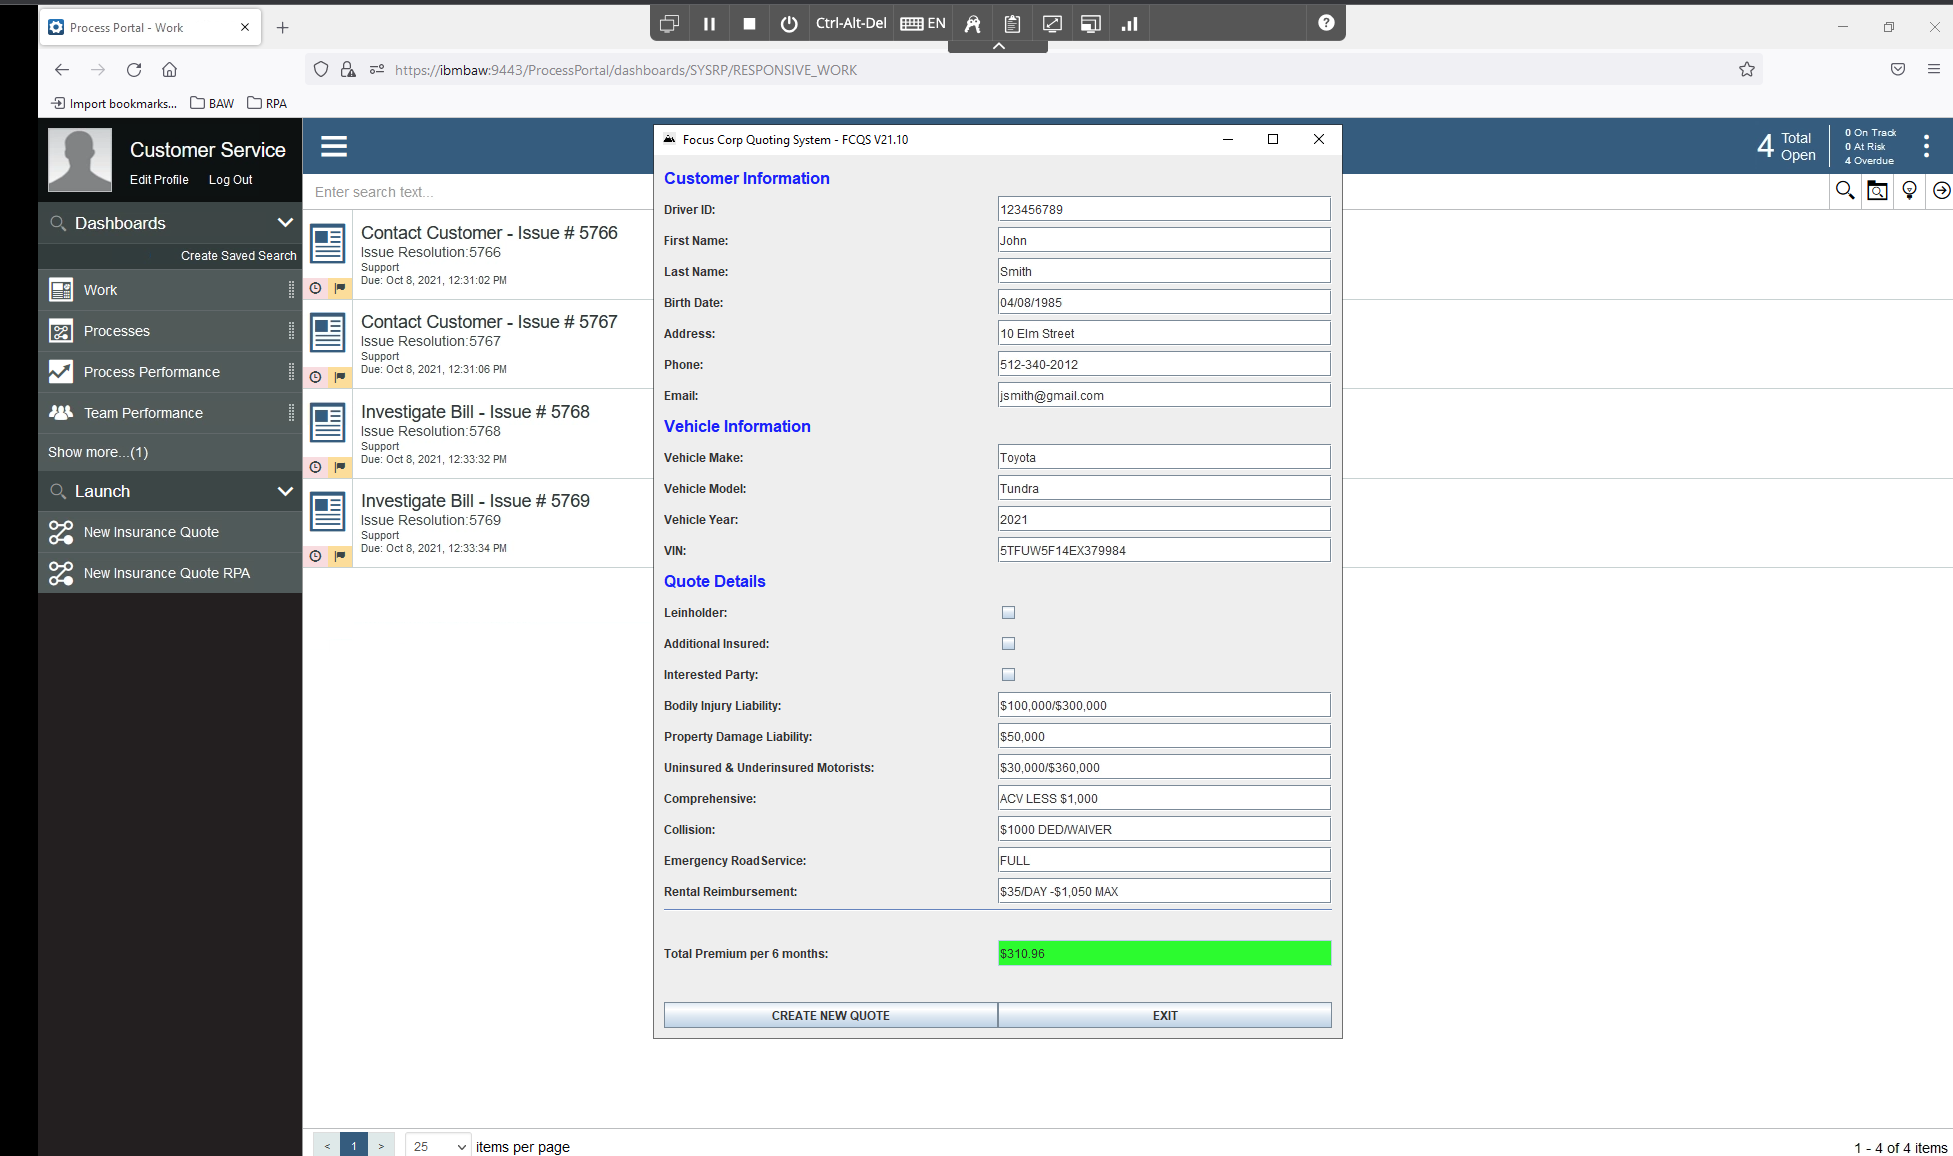 Process Portal - Work
Ctrl-Alt-Del
EN
https://ibmbaw:9443/ProcessPortal/dashboards/SYSRP/RESPONSIVE_WORK
Import bookmarks...
BAW
RPA
Customer Service
Edit Profile
Log Out
Dashboards
Create Saved Search
Work
Processes
Process Performance
Team Performance
Show more...(1)
Launch
New Insurance Quote
New Insurance Quote RPA
4 Total Open
0 On Track
0 At Risk
4 Overdue
Enter search text...
Contact Customer - Issue # 5766
Issue Resolution:5766
Support
Due: Oct 8, 2021, 12:31:02 PM
Contact Customer - Issue # 5767
Issue Resolution:5767
Support
Due: Oct 8, 2021, 12:31:06 PM
Investigate Bill - Issue # 5768
Issue Resolution:5768
Support
Due: Oct 8, 2021, 12:33:32 PM
Investigate Bill - Issue # 5769
Issue Resolution:5769
Support
Due: Oct 8, 2021, 12:33:34 PM
Focus Corp Quoting System - FCQS V21.10
Customer Information
Driver ID: 123456789
First Name: John
Last Name: Smith
Birth Date: 04/08/1985
Address: 10 Elm Street
Phone: 512-340-2012
Email: jsmith@gmail.com
Vehicle Information
Vehicle Make: Toyota
Vehicle Model: Tundra
Vehicle Year: 2021
VIN: 5TFUW5F14EX379984
Quote Details
Leinholder:
Additional Insured:
Interested Party:
Bodily Injury Liability: $100,000/$300,000
Property Damage Liability: $50,000
Uninsured & Underinsured Motorists: $30,000/$360,000
Comprehensive: ACV LESS $1,000
Collision: $1000 DED/WAIVER
Emergency Road Service: FULL
Rental Reimbursement: $35/DAY -$1,050 MAX
Total Premium per 6 months: $310.96
CREATE NEW QUOTE
EXIT
< 1 > 25 items per page
1 - 4 of 4 items